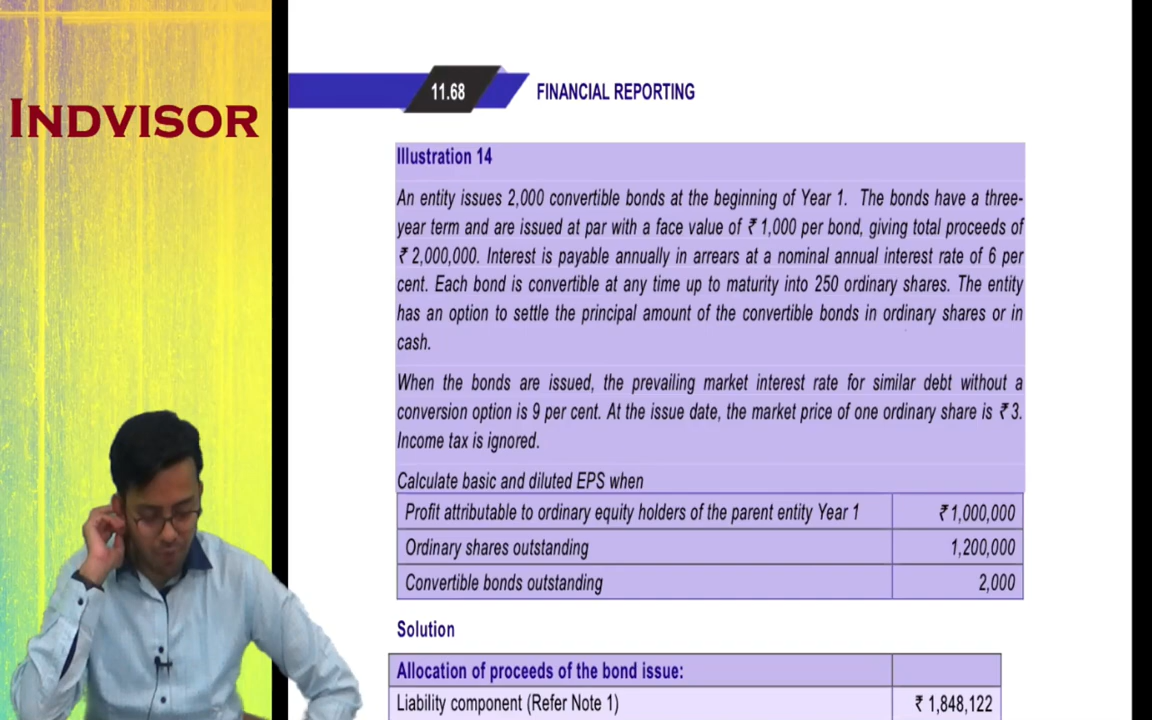 INDVISOR
11.68 FINANCIAL REPORTING
Illustration 14
An entity issues 2,000 convertible bonds at the beginning of Year 1. The bonds have a three-
year term and are issued at par with a face value of ₹ 1,000 per bond, giving total proceeds of
₹ 2,000,000. Interest is payable annually in arrears at a nominal annual interest rate of 6 per
cent. Each bond is convertible at any time up to maturity into 250 ordinary shares. The entity
has an option to settle the principal amount of the convertible bonds in ordinary shares or in
cash.
When the bonds are issued, the prevailing market interest rate for similar debt without a
conversion option is 9 per cent. At the issue date, the market price of one ordinary share is ₹ 3.
Income tax is ignored.
Calculate basic and diluted EPS when
Profit attributable to ordinary equity holders of the parent entity Year 1 ₹ 1,000,000
Ordinary shares outstanding 1,200,000
Convertible bonds outstanding 2,000
Solution
Allocation of proceeds of the bond issue:
Liability component (Refer Note 1) ₹ 1,848,122